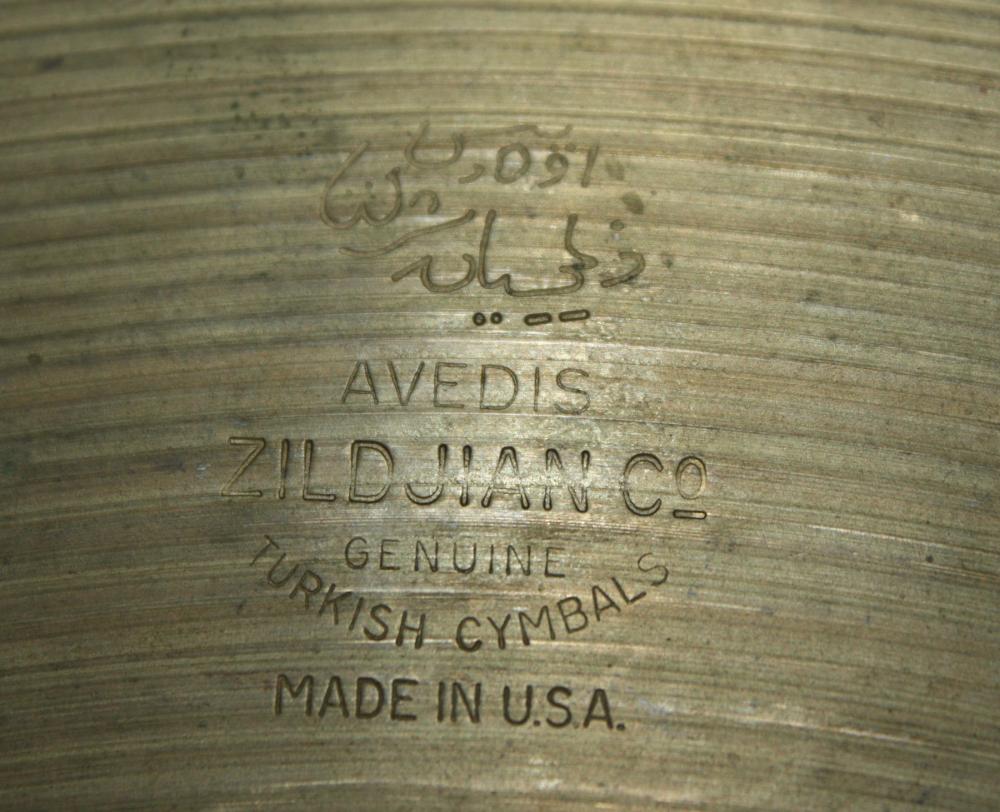 AVEDIS
ZILDJIAN Cº
GENUINE
TURKISH CYMBALS
MADE IN U.S.A.